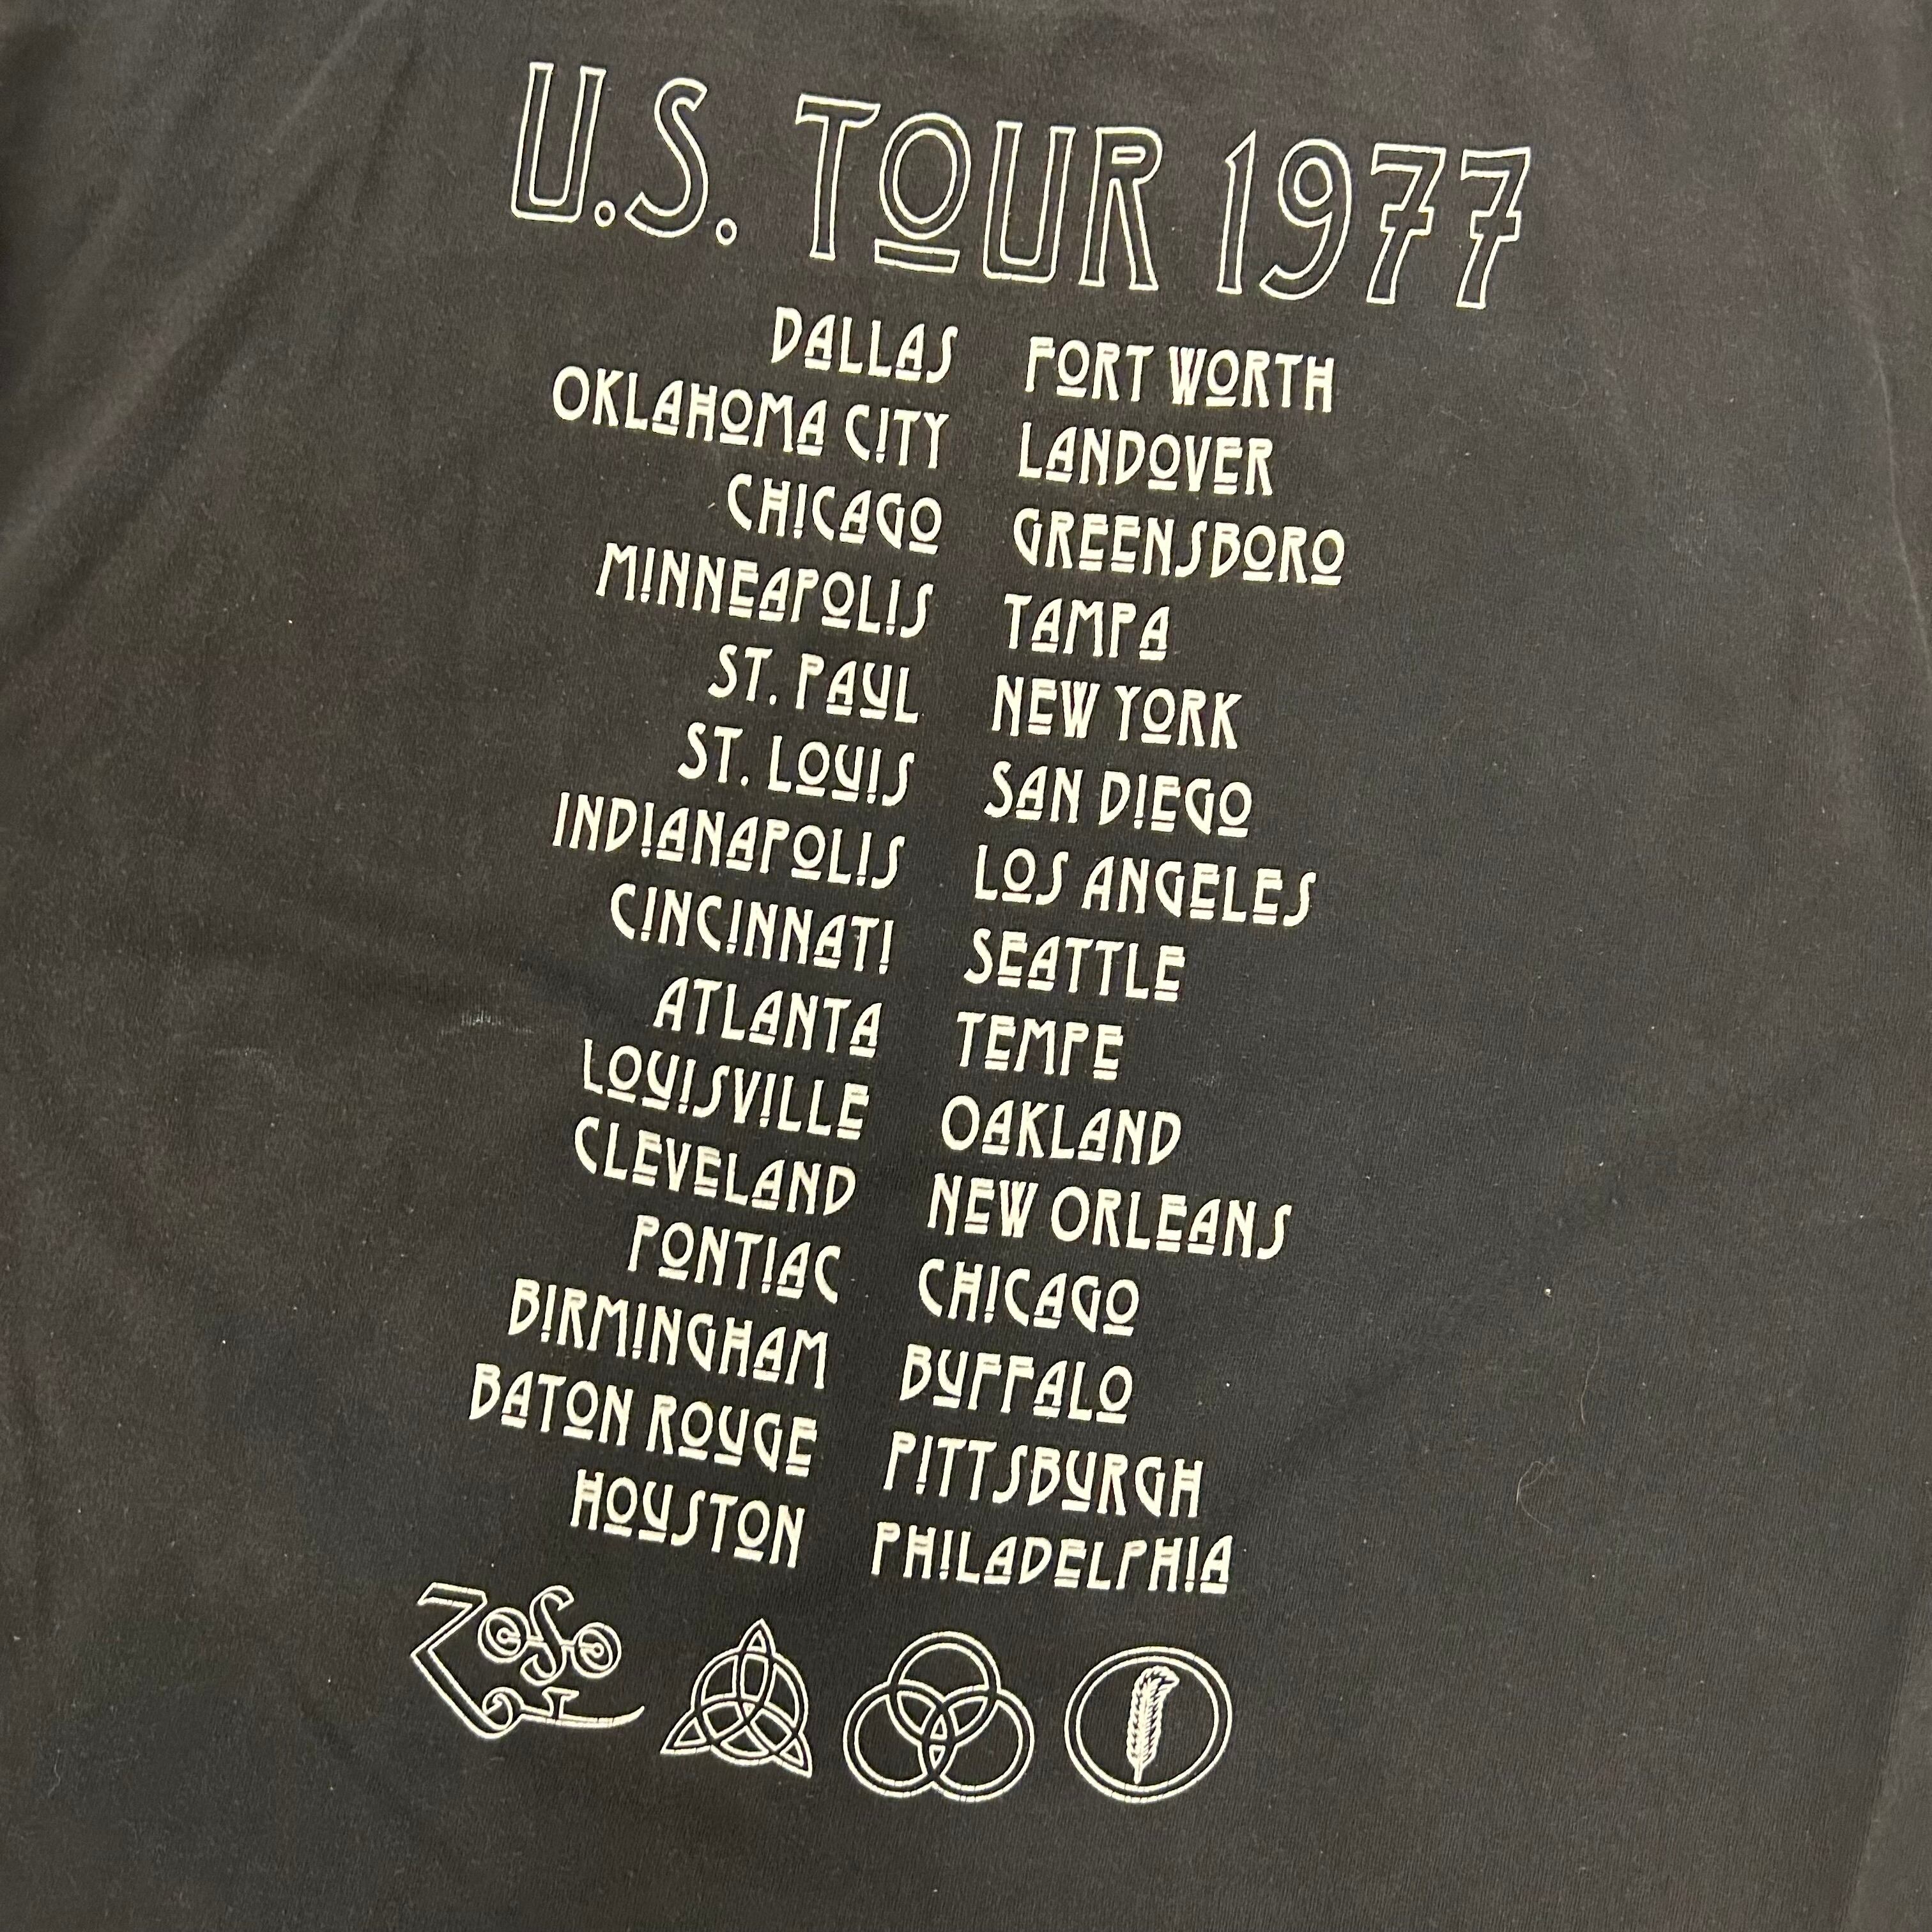 U.S. TOUR 1977
DALLAS FORT WORTH
OKLAHOMA CITY LANDOVER
CHICAGO GREENSBORO
MINNEAPOLIS TAMPA
ST. PAUL NEW YORK
ST. LOUIS SAN DIEGO
INDIANAPOLIS LOS ANGELES
CINCINNATI SEATTLE
ATLANTA TEMPE
LOUISVILLE OAKLAND
CLEVELAND NEW ORLEANS
PONTIAC CHICAGO
BIRMINGHAM BUFFALO
BATON ROUGE PITTSBURGH
HOUSTON PHILADELPHIA
ZOSO